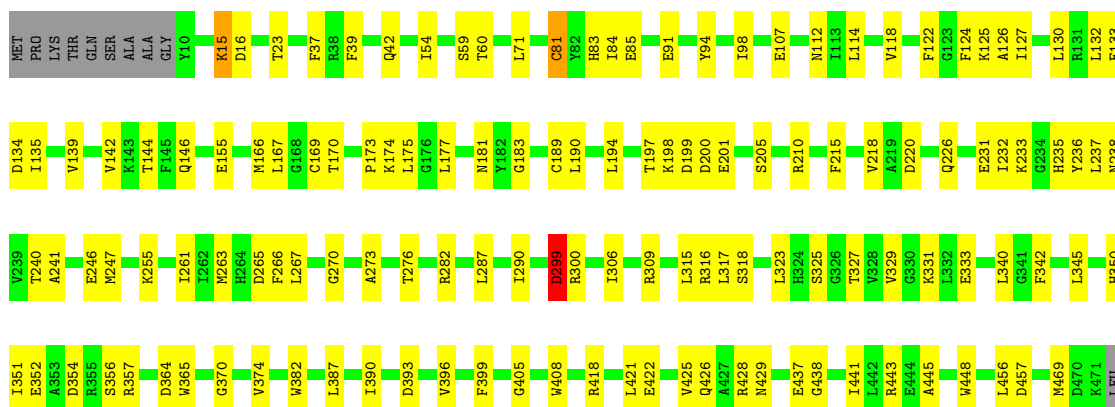 MET PRO LYS THR GLN SER ALA ALA GLY Y10 K15 D16 T23 F37 R38 F39 Q42 I54 S59 T60 L71 C81 Y82 H83 I84 E85 E91 Y94 I98 E107 N112 I113 L114 V118 F122 G123 F124 K125 A126 I127 L130 R131 L132
D134 I135 V139 V142 K143 T144 F145 Q146 E155 M166 L167 G168 C169 T170 P173 K174 L175 G176 L177 N181 Y182 G183 C189 L190 L194 T197 K198 D199 D200 E201 S205 R210 F215 V218 A219 D220 Q226 E231 I232 K233 G234 H235 Y236 L237 N238
V239 T240 A241 E246 M247 K255 I261 I262 M263 H264 D265 F266 L267 G270 A273 T276 R282 L287 I290 D299 R300 I306 R309 L315 R316 L317 S318 L323 H324 S325 G326 T327 V328 V329 G330 K331 L332 E333 L340 G341 F342 L345 H350
I351 E352 A353 D354 R355 S356 R357 D364 W365 G370 V374 W382 L387 I390 D393 V396 F399 G405 W408 R418 L421 E422 V425 Q426 A427 R428 N429 E437 G438 I441 L442 R443 E444 A445 W448 L456 D457 M469 D470 K471 LEU